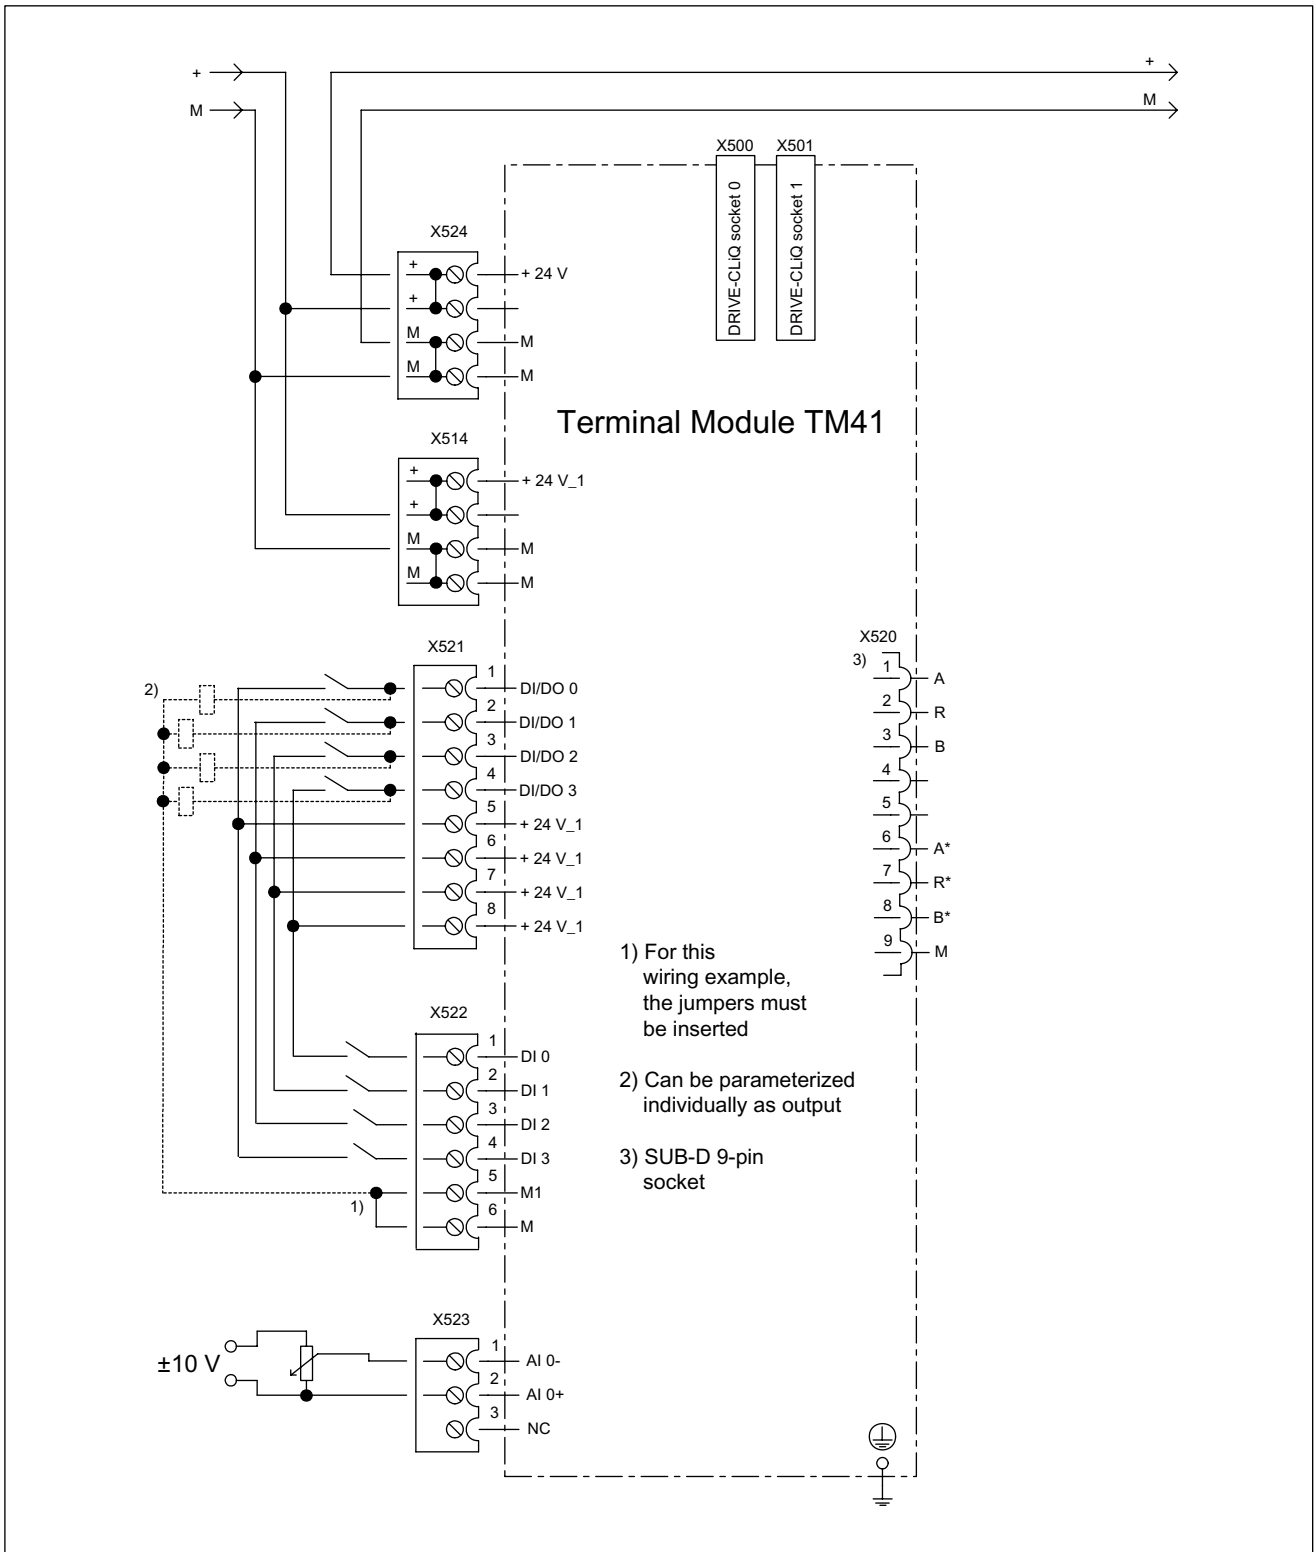 +
+
M
M
X500 X501
DRIVE-CLiQ socket 0
DRIVE-CLiQ socket 1
X524
+ + 24 V
+
M M
M M
Terminal Module TM41
X514
+ + 24 V_1
+
M M
M M
X521
2)
1 DI/DO 0
2 DI/DO 1
3 DI/DO 2
4 DI/DO 3
5 + 24 V_1
6 + 24 V_1
7 + 24 V_1
8 + 24 V_1
X520
3)
1 A
2 R
3 B
4
5
6 A*
7 R*
8 B*
9 M
1) For this
wiring example,
the jumpers must
be inserted
2) Can be parameterized
individually as output
3) SUB-D 9-pin
socket
X522
1 DI 0
2 DI 1
3 DI 2
4 DI 3
5 M1
1)
6 M
X523
±10 V
1 AI 0-
2 AI 0+
3 NC